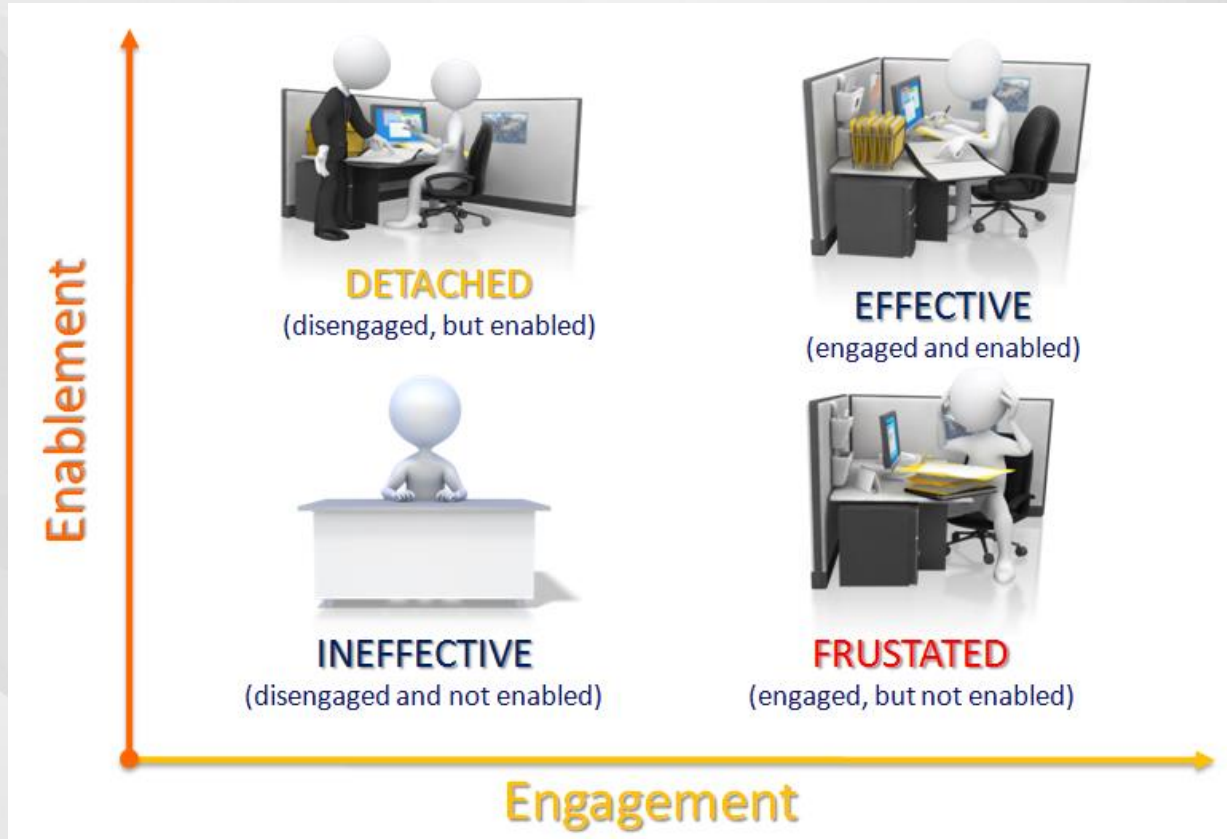 Enablement
DETACHED
(disengaged, but enabled)
EFFECTIVE
(engaged and enabled)
INEFFECTIVE
(disengaged and not enabled)
FRUSTATED
(engaged, but not enabled)
Engagement